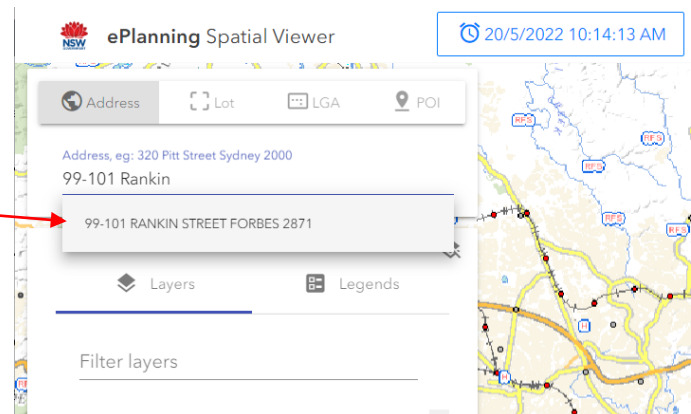 NSW
ePlanning Spatial Viewer
20/5/2022 10:14:13 AM
Address
Lot
LGA
POI
Address, eg: 320 Pitt Street Sydney 2000
99-101 Rankin
99-101 RANKIN STREET FORBES 2871
Layers
Legends
Filter layers
RFS
RFS
RFS
RFS
RFS
H
H